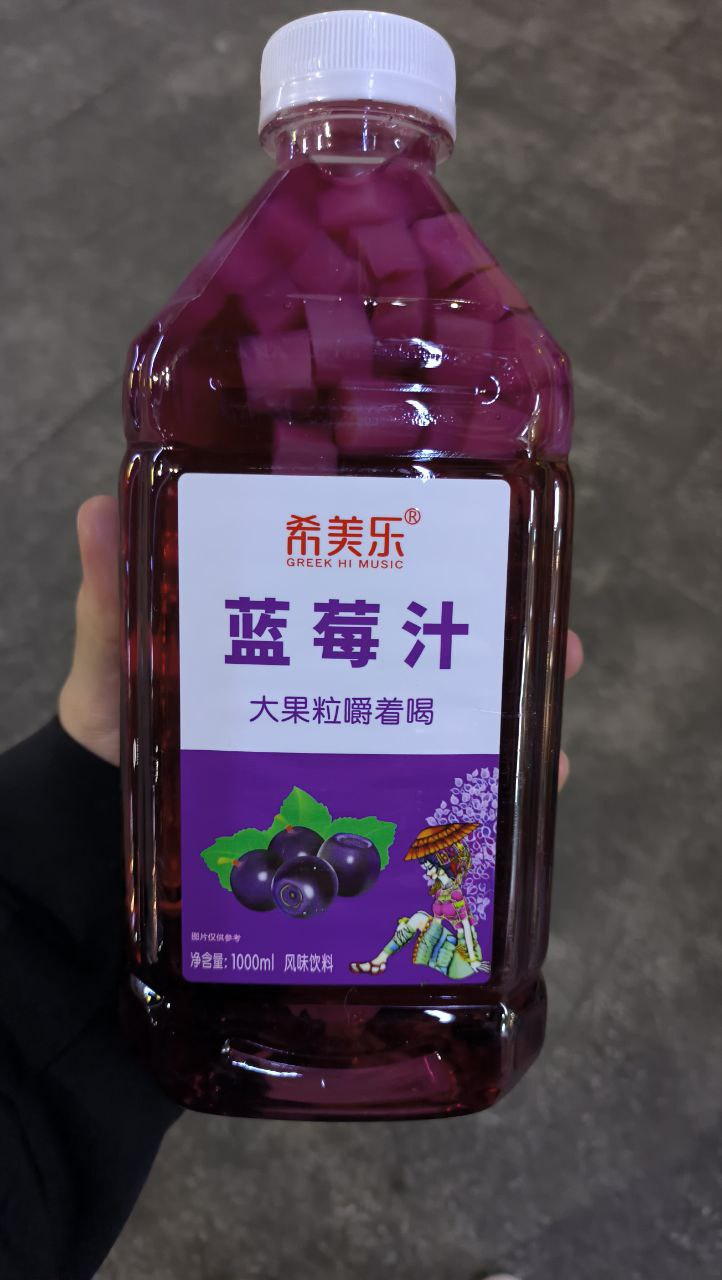 希美乐®
GREEK HI MUSIC
蓝莓汁
大果粒嚼着喝
图片仅供参考
净含量: 1000ml 风味饮料